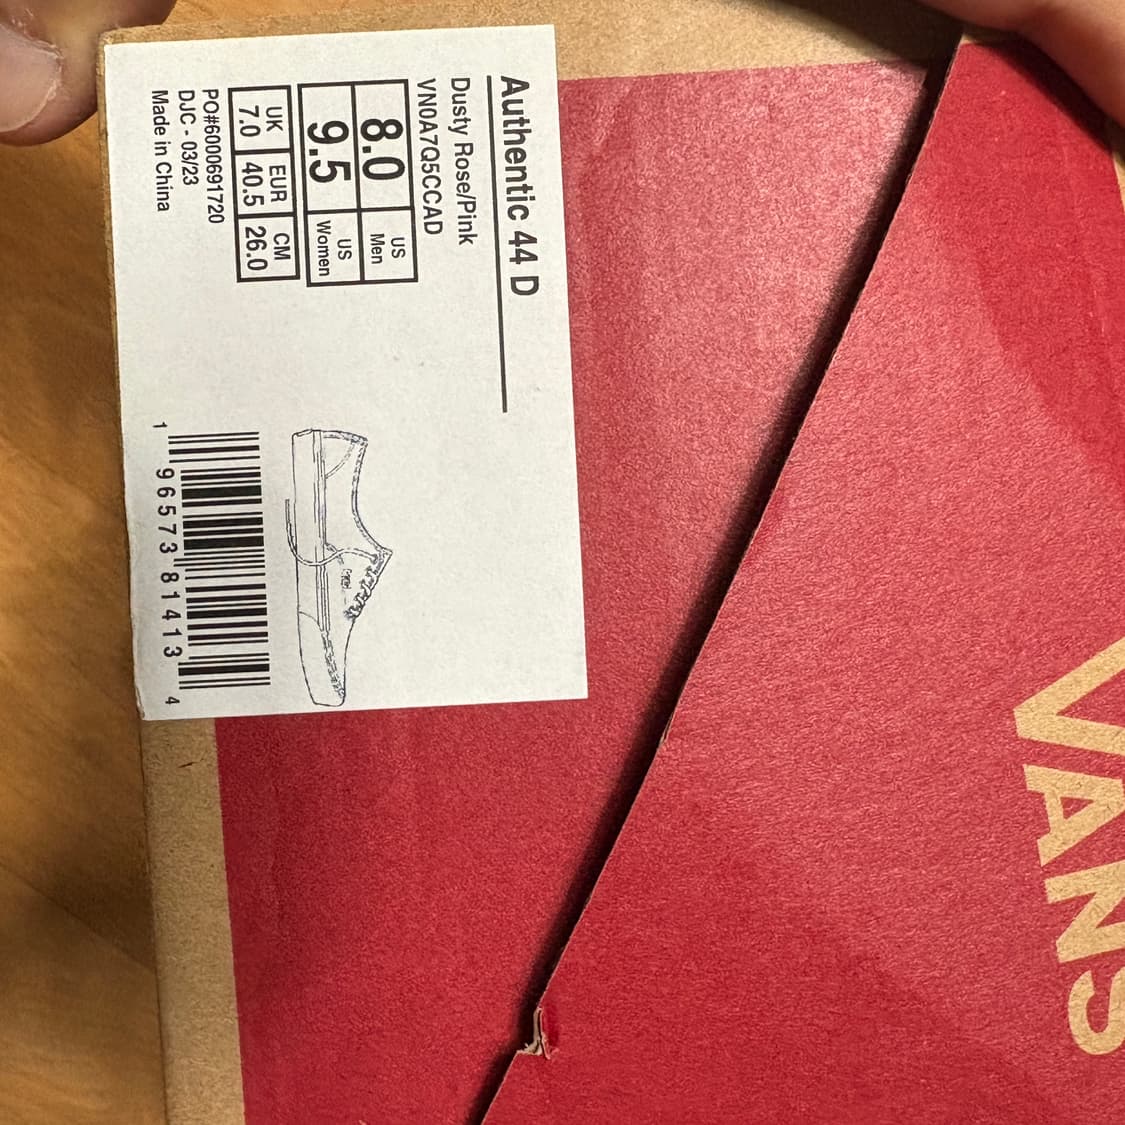 Authentic 44 D
Dusty Rose/Pink
VN0A7Q5CCAD
8.0 US Men
9.5 US Women
UK EUR CM
7.0 40.5 26.0
PO#6000691720
DJC - 03/23
Made in China
1 96573 81413 4
VANS